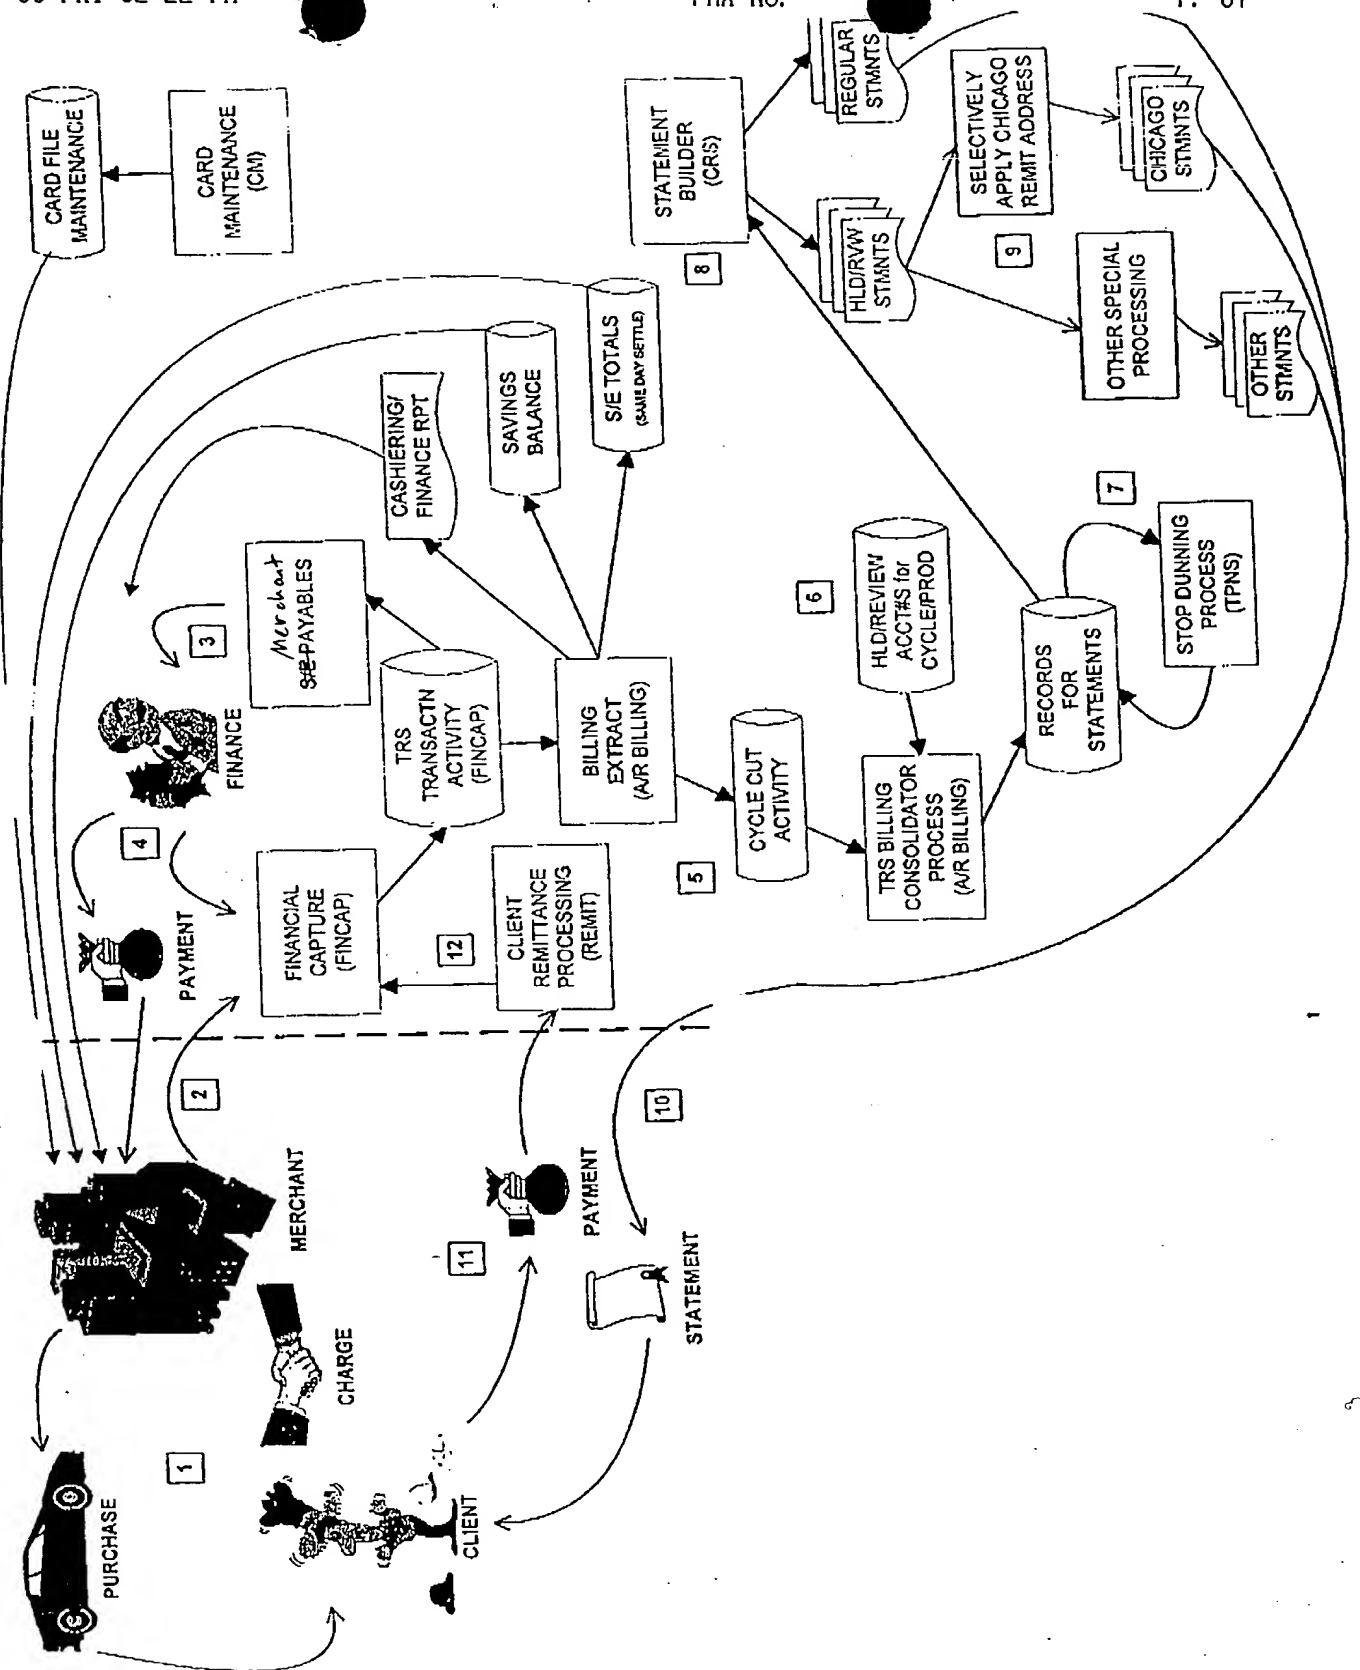 PURCHASE
1
CLIENT
CHARGE
MERCHANT
2
11
PAYMENT
STATEMENT
10
PAYMENT
4
FINANCE
3
FINANCIAL
CAPTURE
(FINCAP)
12
CLIENT
REMITTANCE
PROCESSING
(REMIT)
Merchant
S/E PAYABLES
TRS
TRANSACTN
ACTIVITY
(FINCAP)
BILLING
EXTRACT
(A/R BILLING)
CASHIERING/
FINANCE RPT
SAVINGS
BALANCE
S/E TOTALS
(SAME DAY SETTLE)
CARD FILE
MAINTENANCE
CARD
MAINTENANCE
(CM)
5
CYCLE CUT
ACTIVITY
TRS BILLING
CONSOLIDATOR
PROCESS
(A/R BILLING)
6
HLD/REVIEW
ACCT#S for
CYCLE/PROD
RECORDS
FOR
STATEMENTS
7
STOP DUNNING
PROCESS
(TPNS)
8
STATEMENT
BUILDER
(CRS)
REGULAR
STMNTS
HLD/RVW
STMNTS
9
SELECTIVELY
APPLY CHICAGO
REMIT ADDRESS
CHICAGO
STMNTS
OTHER SPECIAL
PROCESSING
OTHER
STMNTS